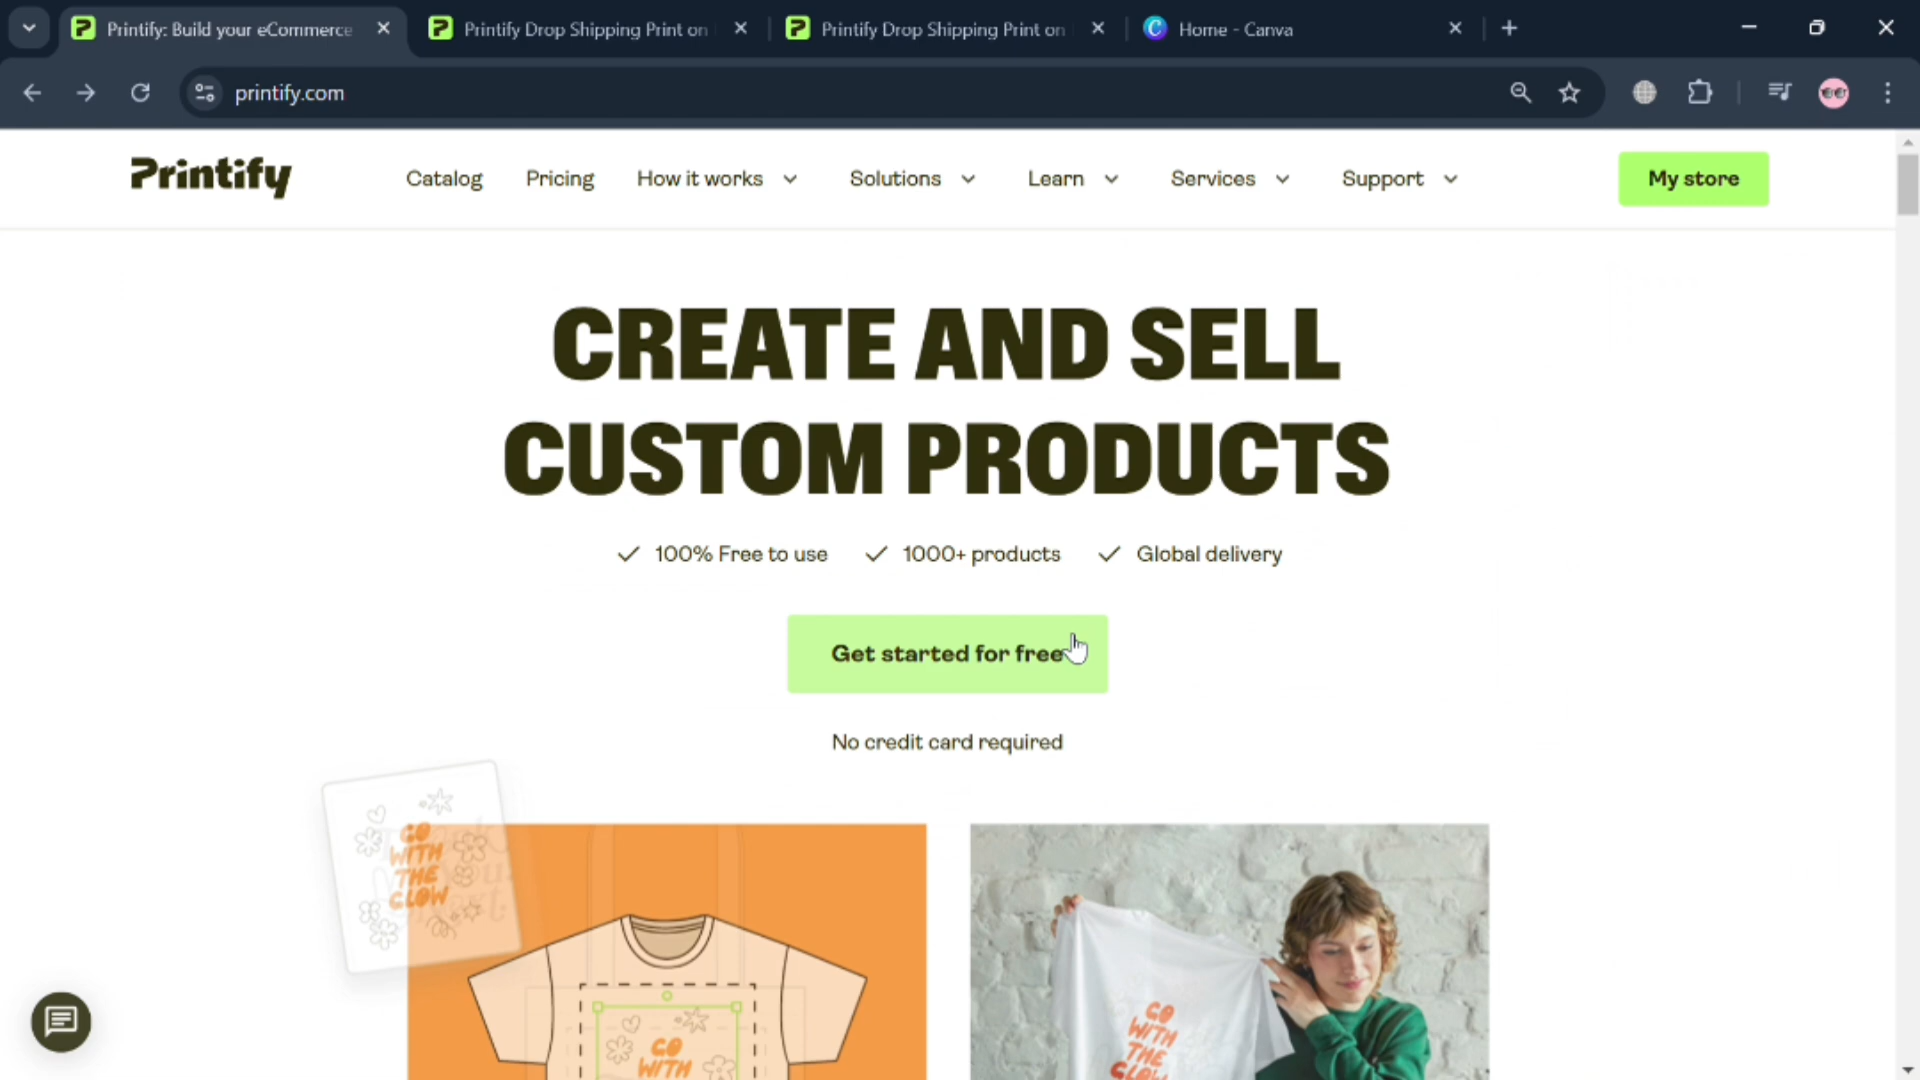 Printify: Build your eCommerce
Printify Drop Shipping Print on
Printify Drop Shipping Print on
Home - Canva
printify.com
Printify
Catalog
Pricing
How it works
Solutions
Learn
Services
Support
My store
CREATE AND SELL
CUSTOM PRODUCTS
100% Free to use
1000+ products
Global delivery
Get started for free
No credit card required
GO
WITH
THE
GLOW
GO
WITH
GO
WITH
THE
GLOW